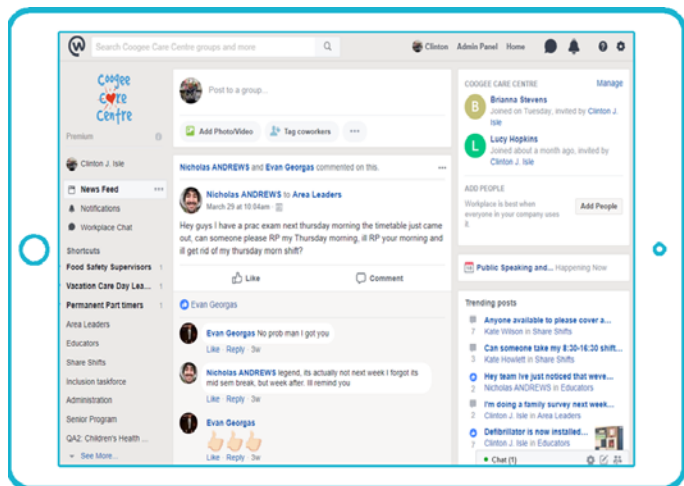 Search Coogee Care Centre groups and more
Clinton Admin Panel Home
Coogee
Care
Centre
Premium
Clinton J. Isle
News Feed
Notifications
Workplace Chat
Shortcuts
Food Safety Supervisors 1
Vacation Care Day Lea... 1
Permanent Part timers 1
Area Leaders
Educators
Share Shifts
Inclusion taskforce
Administration
Senior Program
QA2: Children's Health ...
See More...
Post to a group...
Add Photo/Video Tag coworkers
Nicholas ANDREWS and Evan Georgas commented on this.
Nicholas ANDREWS to Area Leaders
March 29 at 10:04am
Hey guys I have a prac exam next thursday morning the timetable just came
out, can someone please RP my Thursday morning, ill RP your morning and
ill get rid of my thursday morn shift?
Like Comment
Evan Georgas
Evan Georgas No prob man I got you
Like · Reply · 3w
Nicholas ANDREWS legend, its actually not next week I forgot its
mid sem break, but week after. Ill remind you
Like · Reply · 3w
Evan Georgas
Like · Reply · 3w
COOGEE CARE CENTRE Manage
B
Brianna Stevens
Joined on Tuesday, invited by Clinton J.
Isle
L
Lucy Hopkins
Joined about a month ago, invited by
Clinton J. Isle
ADD PEOPLE
Workplace is best when
everyone in your company uses
it.
Add People
Public Speaking and... Happening Now
Trending posts
Anyone available to please cover a...
7 Kate Wilson in Share Shifts
Can someone take my 8:30-16:30 shift...
3 Kate Howlett in Share Shifts
Hey team Ive just noticed that weve...
2 Nicholas ANDREWS in Educators
I'm doing a family survey next week...
2 Clinton J. Isle in Area Leaders
Defibrillator is now installed...
7 Clinton J. Isle in Educators
Chat (1)